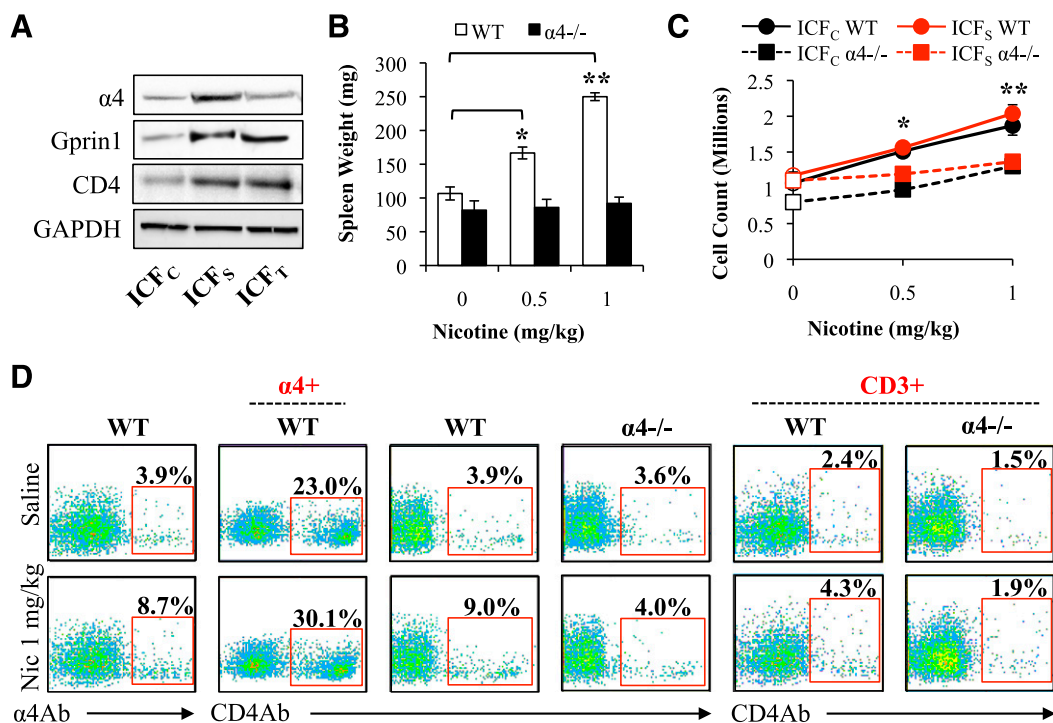 A
α4
Gprin1
CD4
GAPDH
ICFC ICFS ICFT
B
WT α4-/-
Spleen Weight (mg)
300
250
200
150
100
50
0
* **
0 0.5 1
Nicotine (mg/kg)
C
ICFC WT ICFS WT
ICFC α4-/- ICFS α4-/-
Cell Count (Millions)
2.5
2
1.5
1
0.5
0
* **
0 0.5 1
Nicotine (mg/kg)
D
α4+ CD3+
WT WT WT α4-/- WT α4-/-
Saline
3.9% 23.0% 3.9% 3.6% 2.4% 1.5%
Nic 1 mg/kg
8.7% 30.1% 9.0% 4.0% 4.3% 1.9%
α4Ab CD4Ab CD4Ab